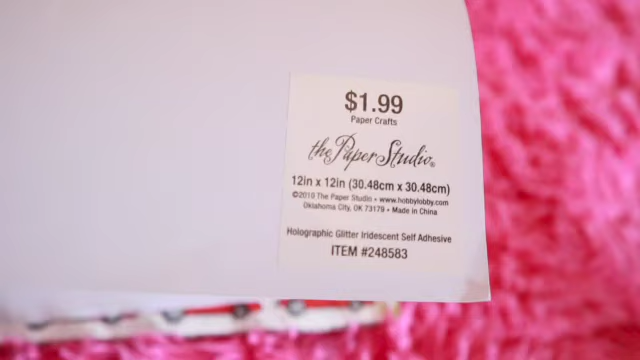 $1.99
Paper Crafts
the Paper Studio®
12in x 12in (30.48cm x 30.48cm)
©2019 The Paper Studio • www.hobbylobby.com
Oklahoma City, OK 73179 • Made in China
Holographic Glitter Iridescent Self Adhesive
ITEM #248583